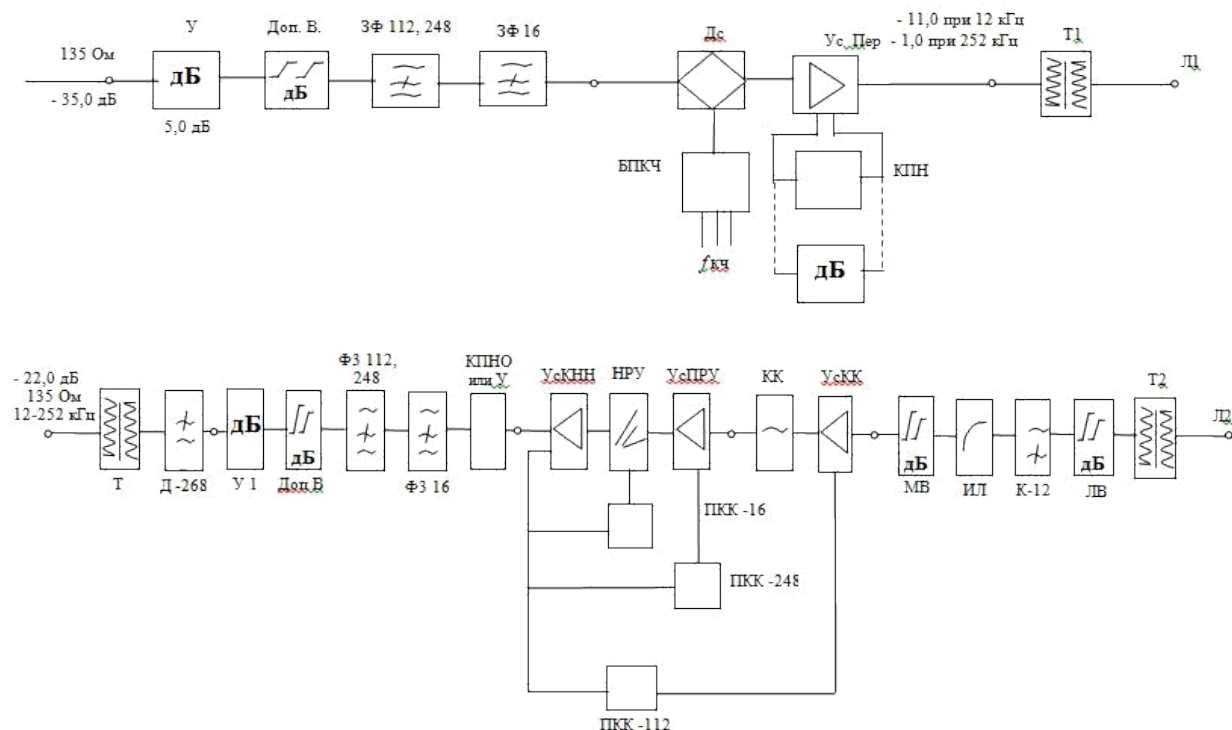 У
Доп. В.
ЗФ 112, 248
ЗФ 16
Дс
Ус. Пер
- 11,0 при 12 кГц
- 1,0 при 252 кГц
Т1
Л1
135 Ом
- 35,0 дБ
дБ
5,0 дБ
дБ
БПКЧ
КПН
fкч
дБ
- 22,0 дБ
135 Ом
12-252 кГц
Т
Д -268
дБ
У 1
дБ
Доп В
ФЗ 112,
248
ФЗ 16
КПНО
или У
УсКНН
НРУ
УсПРУ
КК
УсКК
дБ
МВ
ИЛ
К-12
дБ
ЛВ
Т2
Л2
ПКК -16
ПКК -248
ПКК -112